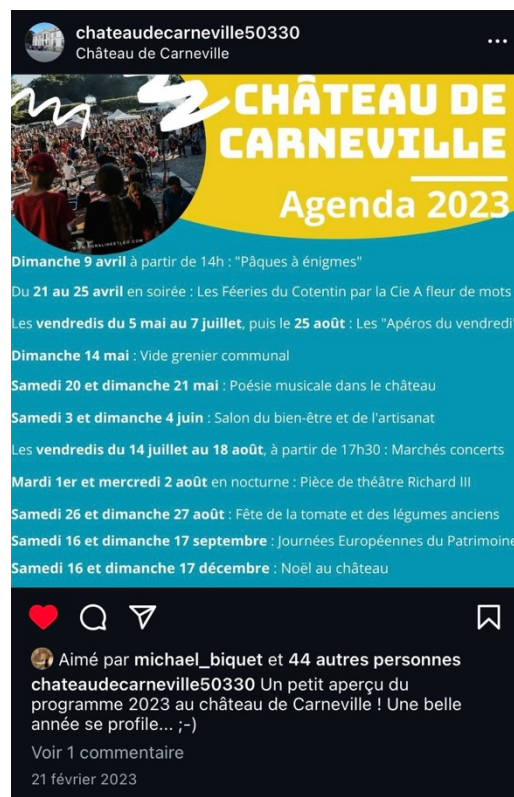 chateaudecarneville50330
Château de Carneville
CHÂTEAU DE
CARNEVILLE
Agenda 2023
Dimanche 9 avril à partir de 14h : "Pâques à énigmes"
Du 21 au 25 avril en soirée : Les Féeries du Cotentin par la Cie A fleur de mots
Les vendredis du 5 mai au 7 juillet, puis le 25 août : Les "Apéros du vendredi"
Dimanche 14 mai : Vide grenier communal
Samedi 20 et dimanche 21 mai : Poésie musicale dans le château
Samedi 3 et dimanche 4 juin : Salon du bien-être et de l'artisanat
Les vendredis du 14 juillet au 18 août, à partir de 17h30 : Marchés concerts
Mardi 1er et mercredi 2 août en nocturne : Pièce de théâtre Richard III
Samedi 26 et dimanche 27 août : Fête de la tomate et des légumes anciens
Samedi 16 et dimanche 17 septembre : Journées Européennes du Patrimoine
Samedi 16 et dimanche 17 décembre : Noël au château
Aimé par michael_biquet et 44 autres personnes
chateaudecarneville50330 Un petit aperçu du
programme 2023 au château de Carneville ! Une belle
année se profile... ;-)
Voir 1 commentaire
21 février 2023